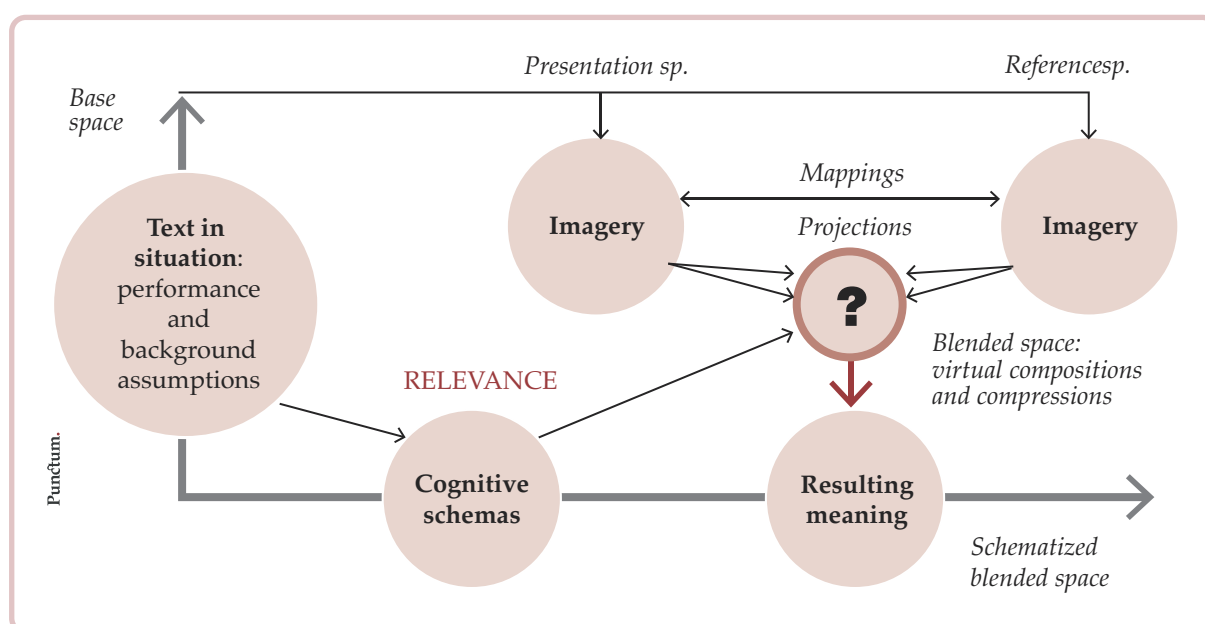 Presentation sp.
Referencesp.
Base
space
Mappings
Text in
situation:
performance
and
background
assumptions
Imagery
Projections
Imagery
?
Blended space:
virtual compositions
and compressions
RELEVANCE
Punctum.
Cognitive
schemas
Resulting
meaning
Schematized
blended space